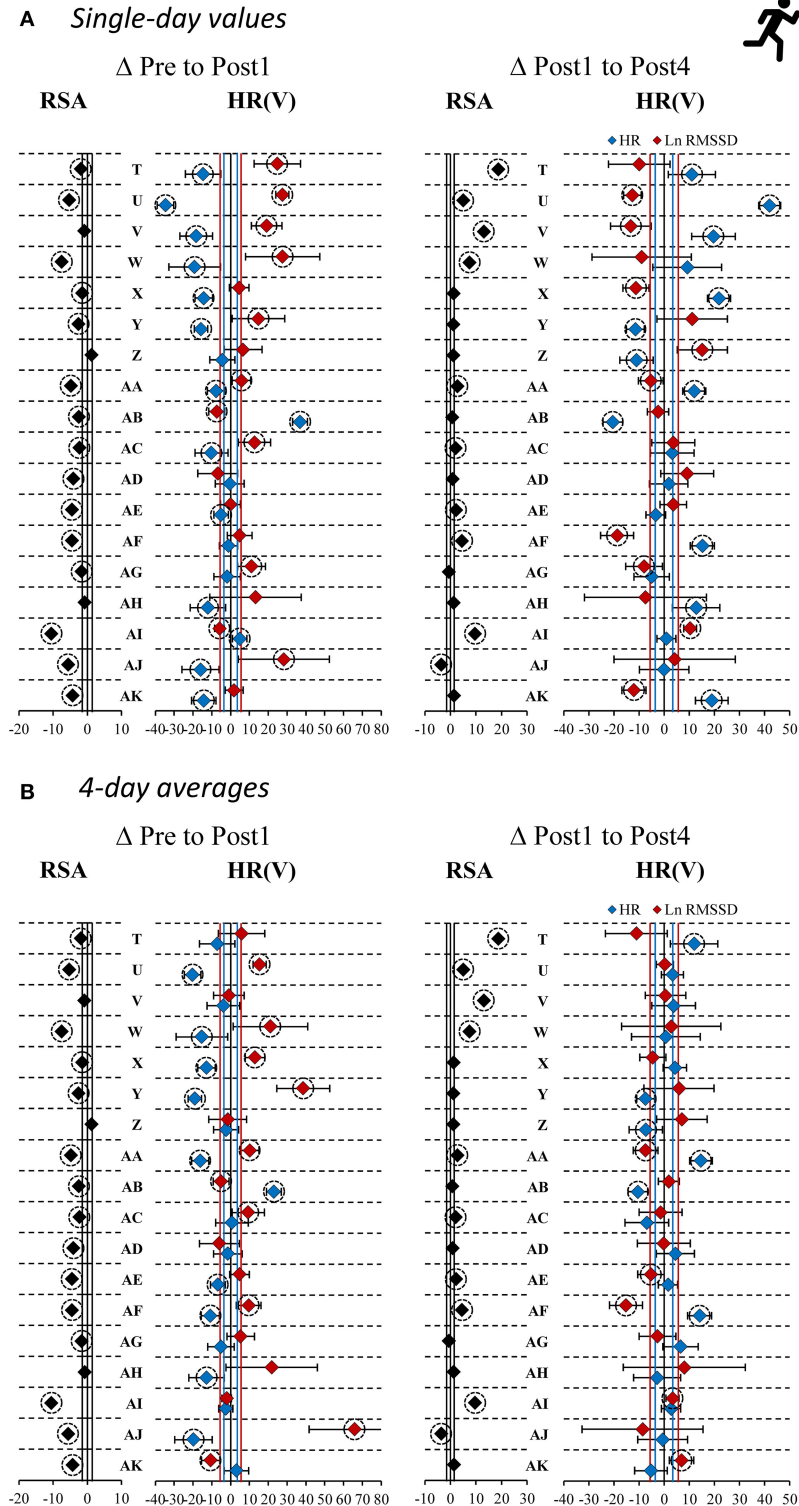 A Single-day values
Δ Pre to Post1 Δ Post1 to Post4
RSA HR(V) RSA HR(V)
HR Ln RMSSD
T T
U U
V V
W W
X X
Y Y
Z Z
AA AA
AB AB
AC AC
AD AD
AE AE
AF AF
AG AG
AH AH
AI AI
AJ AJ
AK AK
-20 -10 0 10 -40 -30 -20 -10 0 10 20 30 40 50 60 70 80 -10 0 10 20 30 -40 -30 -20 -10 0 10 20 30 40 50
B 4-day averages
Δ Pre to Post1 Δ Post1 to Post4
RSA HR(V) RSA HR(V)
HR Ln RMSSD
T T
U U
V V
W W
X X
Y Y
Z Z
AA AA
AB AB
AC AC
AD AD
AE AE
AF AF
AG AG
AH AH
AI AI
AJ AJ
AK AK
-20 -10 0 10 -40 -30 -20 -10 0 10 20 30 40 50 60 70 80 -10 0 10 20 30 -40 -30 -20 -10 0 10 20 30 40 50